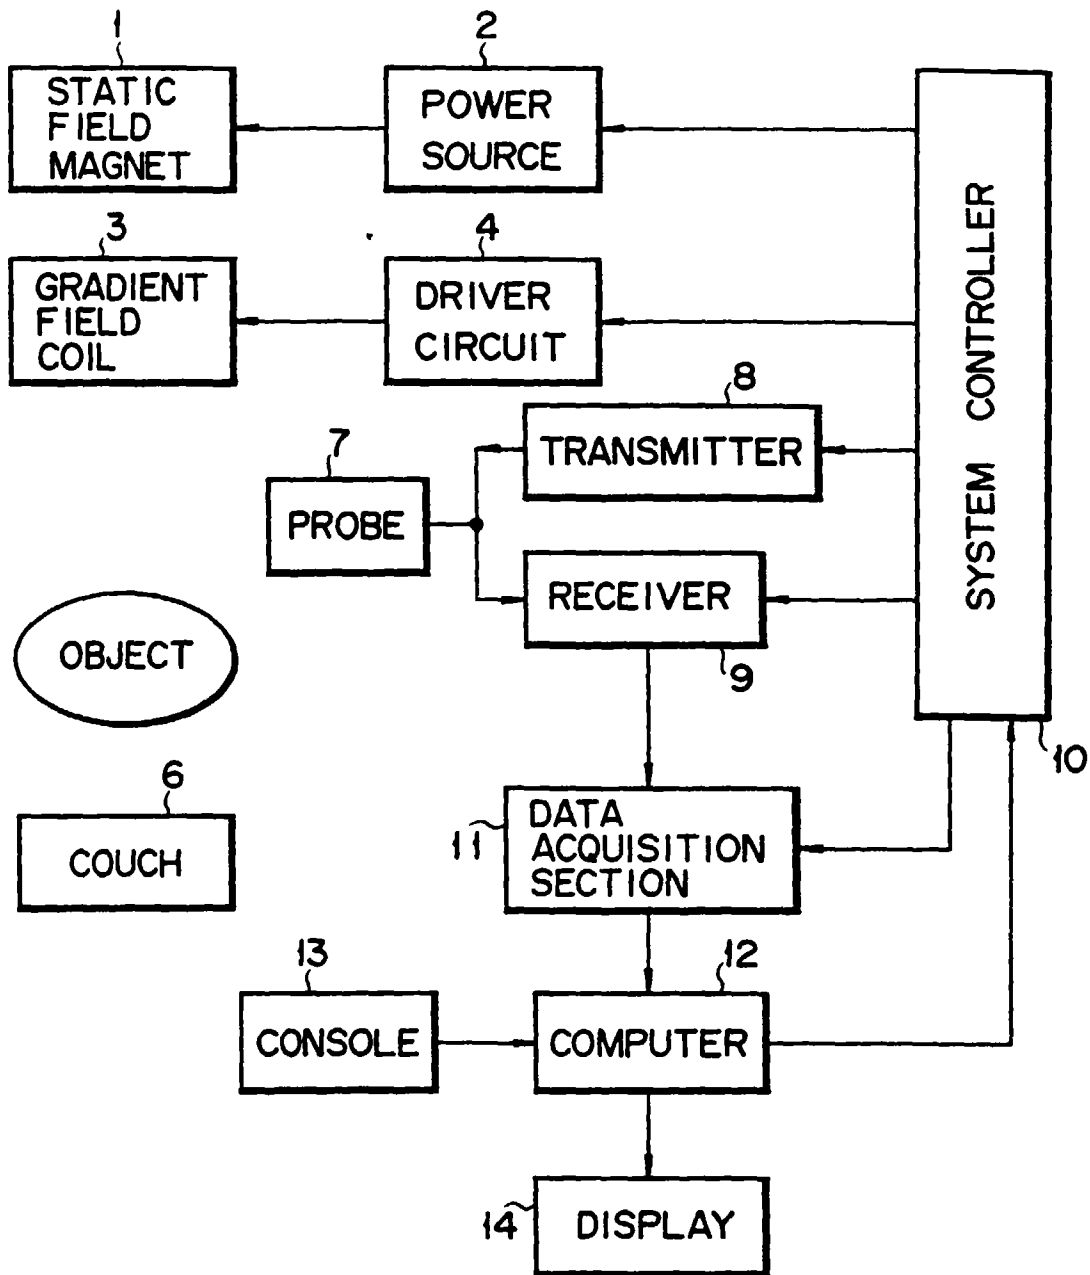 1
STATIC
FIELD
MAGNET
2
POWER
SOURCE
3
GRADIENT
FIELD
COIL
4
DRIVER
CIRCUIT
SYSTEM CONTROLLER
10
8
TRANSMITTER
7
PROBE
RECEIVER
9
OBJECT
6
COUCH
11
DATA
ACQUISITION
SECTION
13
CONSOLE
12
COMPUTER
14
DISPLAY